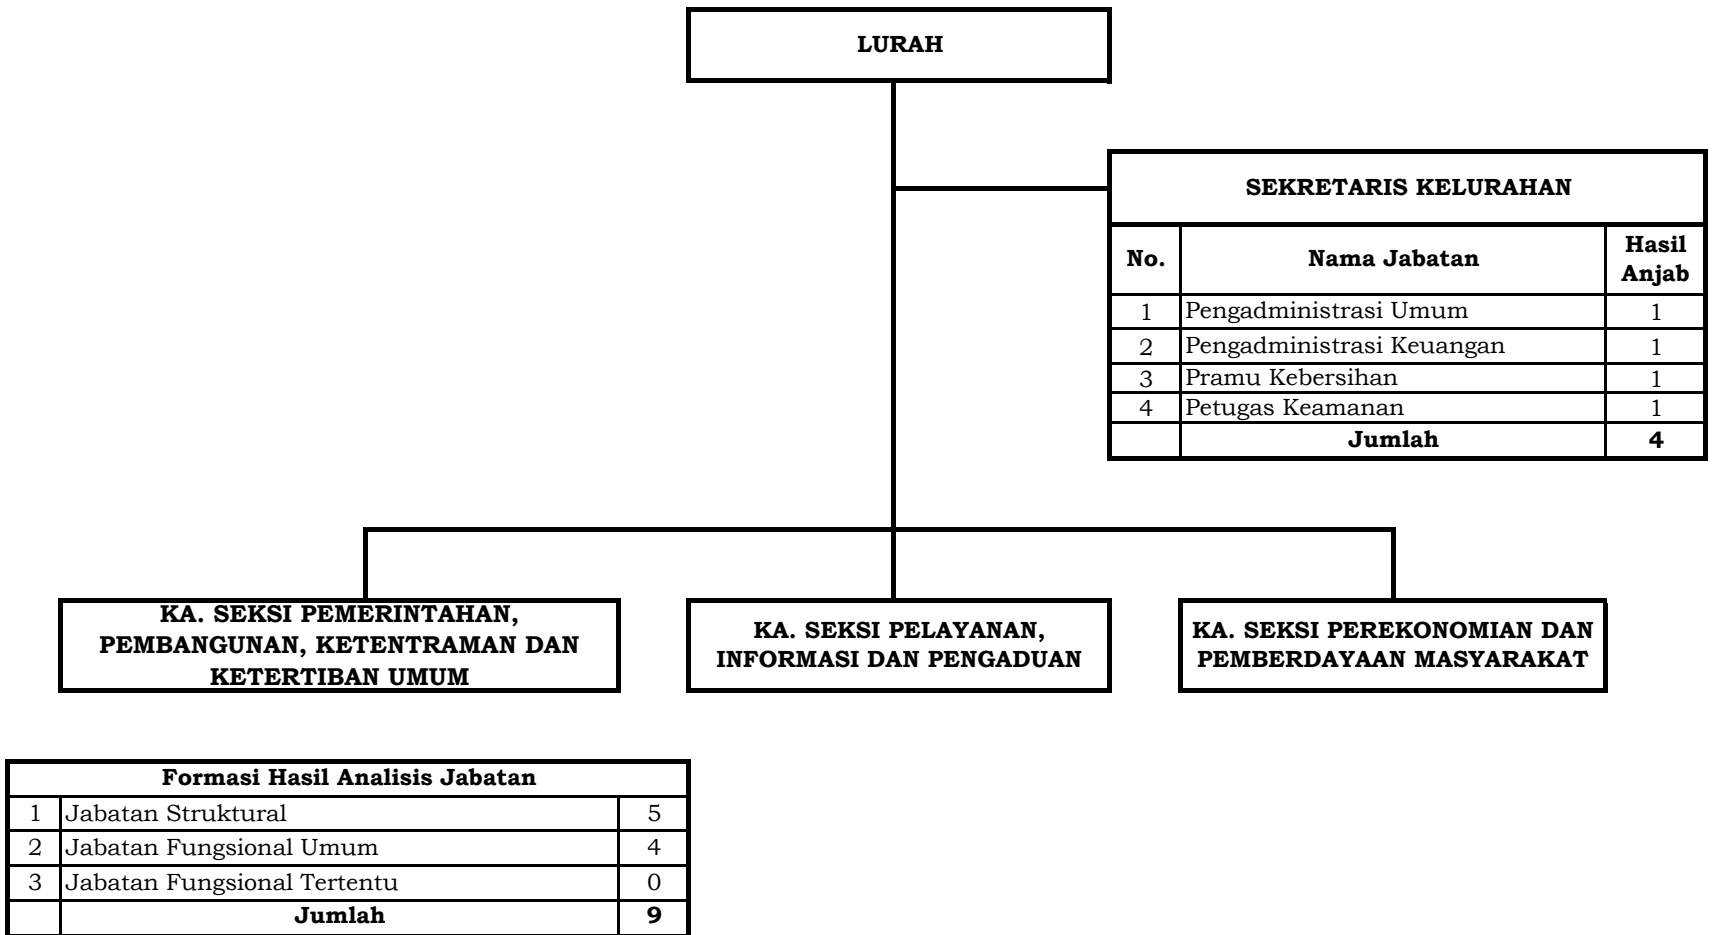 LURAH
SEKRETARIS KELURAHAN
No. Nama Jabatan Hasil Anjab
1 Pengadministrasi Umum 1
2 Pengadministrasi Keuangan 1
3 Pramu Kebersihan 1
4 Petugas Keamanan 1
Jumlah 4
KA. SEKSI PEMERINTAHAN,
PEMBANGUNAN, KETENTRAMAN DAN
KETERTIBAN UMUM
KA. SEKSI PELAYANAN,
INFORMASI DAN PENGADUAN
KA. SEKSI PEREKONOMIAN DAN
PEMBERDAYAAN MASYARAKAT
Formasi Hasil Analisis Jabatan
1 Jabatan Struktural 5
2 Jabatan Fungsional Umum 4
3 Jabatan Fungsional Tertentu 0
Jumlah 9